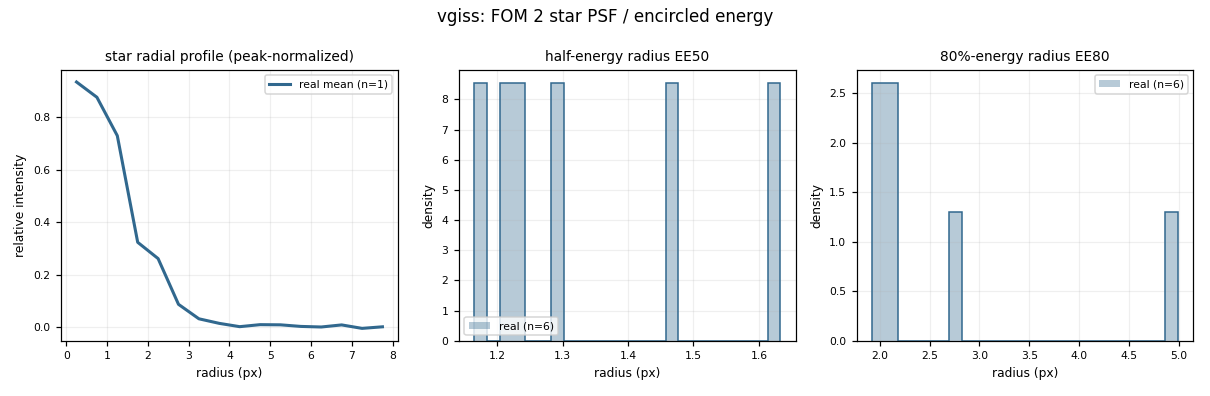 vgiss: FOM 2 star PSF / encircled energy
star radial profile (peak-normalized)
real mean (n=1)
relative intensity
0.8
0.6
0.4
0.2
0.0
0 1 2 3 4 5 6 7 8
radius (px)
half-energy radius EE50
real (n=6)
density
8
7
6
5
4
3
2
1
0
1.2 1.3 1.4 1.5 1.6
radius (px)
80%-energy radius EE80
real (n=6)
density
2.5
2.0
1.5
1.0
0.5
0.0
2.0 2.5 3.0 3.5 4.0 4.5 5.0
radius (px)